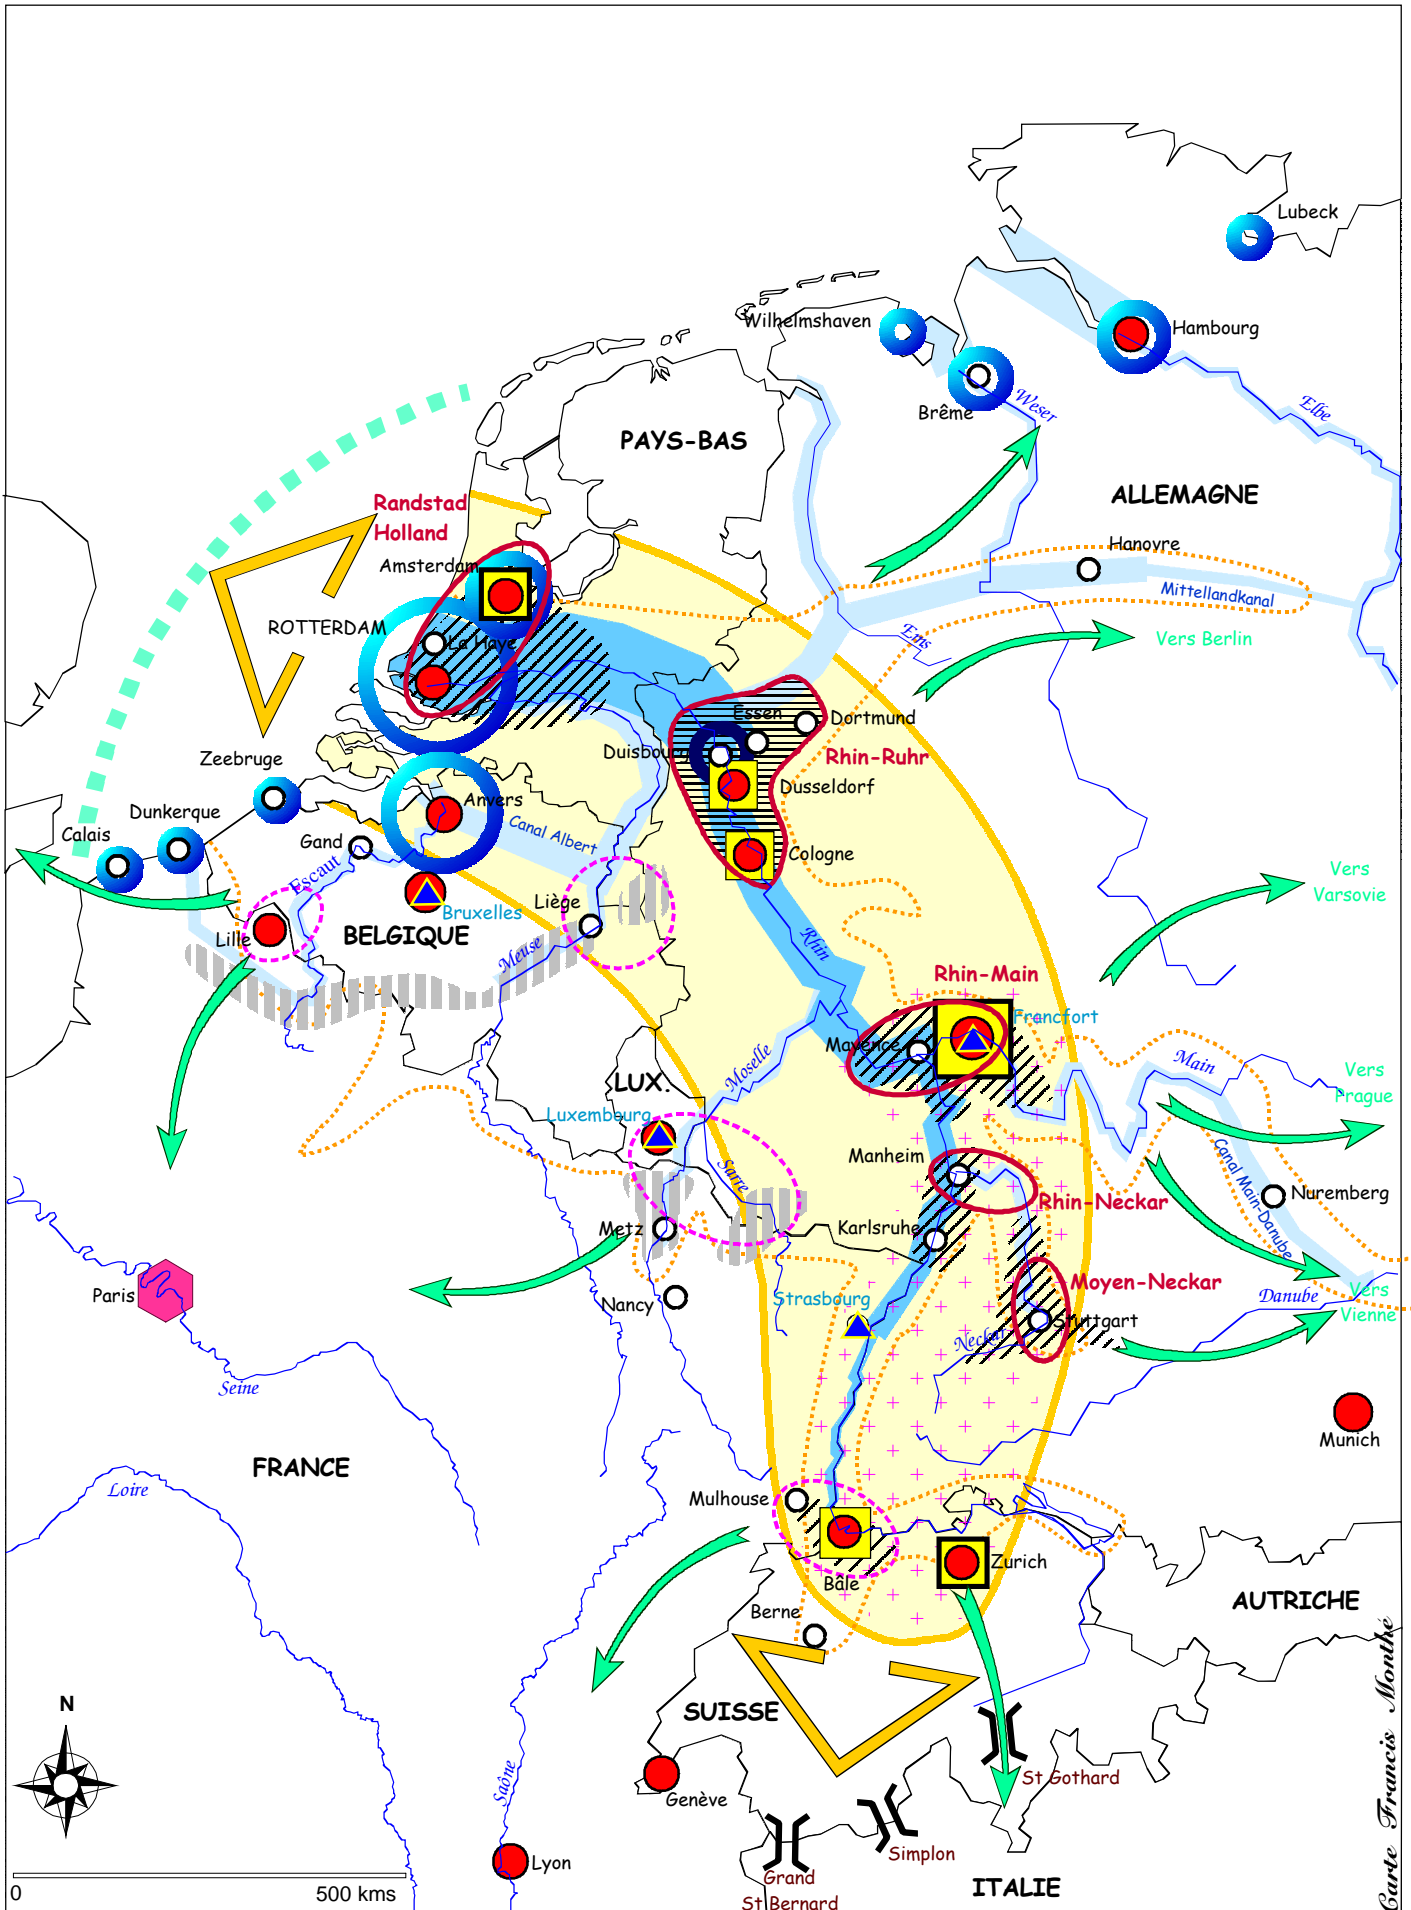 Lubeck
Wilhelmshaven
Hambourg
Brême
Weser
Elbe
PAYS-BAS
ALLEMAGNE
Randstad
Holland
Hanovre
Amsterdam
Mittellandkanal
ROTTERDAM
La Haye
Ems
Vers Berlin
Essen
Dortmund
Duisbourg
Rhin-Ruhr
Zeebruge
Dusseldorf
Dunkerque
Anvers
Calais
Gand
Canal Albert
Cologne
Escaut
Vers
Varsovie
Liège
Bruxelles
Lille
BELGIQUE
Meuse
Rhin
Rhin-Main
Francfort
Mayence
Moselle
Main
LUX.
Vers
Prague
Luxembourg
Manheim
Sarre
Canal Main-Danube
Nuremberg
Rhin-Neckar
Metz
Karlsruhe
Moyen-Neckar
Paris
Nancy
Strasbourg
Danube
Vers
Vienne
Stuttgart
Neckar
Seine
Munich
FRANCE
Loire
Mulhouse
Bâle
Zurich
Berne
AUTRICHE
N
SUISSE
St Gothard
Saône
Genève
Simplon
Lyon
Grand
St Bernard
ITALIE
0
500 kms
Carte Francis Monthé